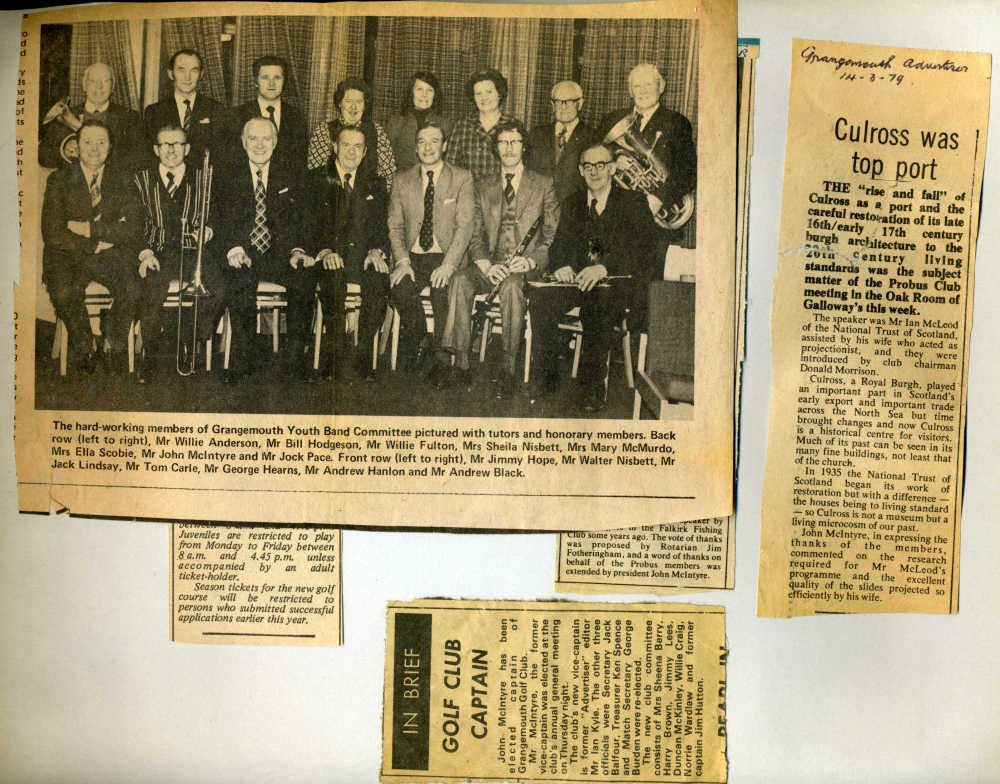 The hard-working members of Grangemouth Youth Band Committee pictured with tutors and honorary members. Back
row (left to right), Mr Willie Anderson, Mr Bill Hodgeson, Mr Willie Fulton, Mrs Sheila Nisbett, Mrs Mary McMurdo,
Mrs Ella Scobie, Mr John McIntyre and Mr Jock Pace. Front row (left to right), Mr Jimmy Hope, Mr Walter Nisbett, Mr
Jack Lindsay, Mr Tom Carle, Mr George Hearns, Mr Andrew Hanlon and Mr Andrew Black.
Juveniles are restricted to play
from Monday to Friday between
8 a.m. and 4.45 p.m. unless
accompanied by an adult
ticket-holder.
Season tickets for the new golf
course will be restricted to
persons who submitted successful
applications earlier this year.
speaker by
the Falkirk Fishing
Club some years ago. The vote of thanks
was proposed by Rotarian Jim
Fotheringham, and a word of thanks on
behalf of the Probus members was
extended by president John McIntyre.
IN BRIEF
GOLF CLUB
CAPTAIN
John McIntyre has been
elected captain of
Grangemouth Golf Club.
Mr McIntyre, the former
vice-captain was elected at the
club's annual general meeting
on Thursday night.
The club's new vice-captain
is former "Advertiser" editor
Mr Ian Kyle. The other three
officials were Secretary Jack
Balfour, Treasurer Ken Spence
and Match Secretary George
Burden were re-elected.
The new club committee
consists of Mrs Sheena Berry,
Harry Brown, Jimmy Lees,
Duncan McKinley, Willie Craig,
Norrie Wardlaw and former
captain Jim Hutton.
Grangemouth Advertiser
14-3-79
Culross was
top port
THE "rise and fall" of
Culross as a port and the
careful restoration of its late
16th/early 17th century
burgh architecture to the
20th century living
standards was the subject
matter of the Probus Club
meeting in the Oak Room of
Galloway's this week.
The speaker was Mr Ian McLeod
of the National Trust of Scotland,
assisted by his wife who acted as
projectionist, and they were
introduced by club chairman
Donald Morrison.
Culross, a Royal Burgh, played
an important part in Scotland's
early export and important trade
across the North Sea but time
brought changes and now Culross
is a historical centre for visitors.
Much of its past can be seen in its
many fine buildings, not least that
of the church.
In 1935 the National Trust of
Scotland began its work of
restoration but with a difference —
the houses being to living standard
— so Culross is not a museum but a
living microcosm of our past.
John McIntyre, in expressing the
thanks of the members,
commented on the research
required for Mr McLeod's
programme and the excellent
quality of the slides projected so
efficiently by his wife.